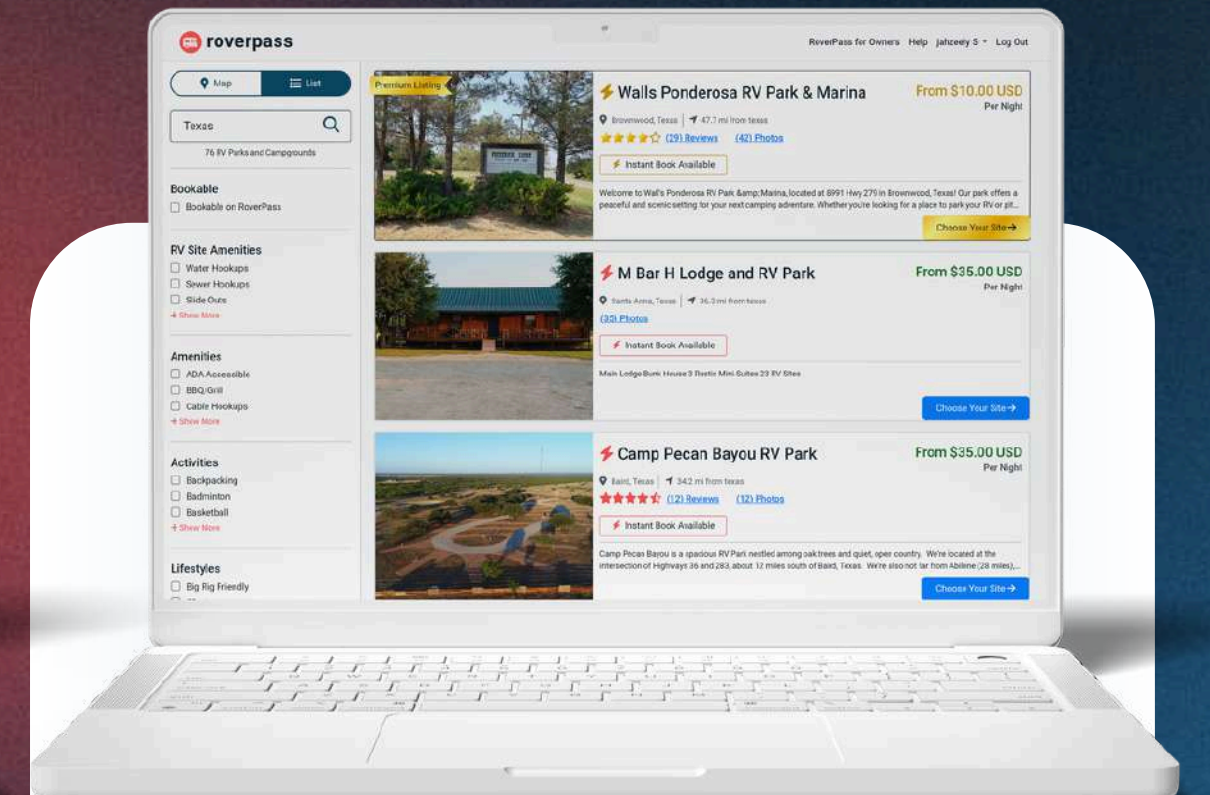 roverpass
RoverPass for Owners Help Log Out
Map List
Texas
76 RV Parks and Campgrounds
Bookable
Bookable on RoverPass
RV Site Amenities
Water Hookups
Sewer Hookups
Slide Outs
+ Show More
Amenities
ADA Accessible
BBQ/Grill
Cable Hookups
+ Show More
Activities
Backpacking
Badminton
Basketball
+ Show More
Lifestyles
Big Rig Friendly
Premium Listing
Walls Ponderosa RV Park & Marina
From $10.00 USD
Per Night
Brownwood, Texas 47.7 mi from texas
(29) Reviews (42) Photos
Instant Book Available
Welcome to Wall's Ponderosa RV Park &amp; Marina, located at 8991 Hwy 279 in Brownwood, Texas! Our park offers a
peaceful and scenic setting for your next camping adventure. Whether you're looking for a place to park your RV or pit...
Choose Your Site→
M Bar H Lodge and RV Park
From $35.00 USD
Per Night
Santa Anna, Texas mi from texas
(35) Photos
Instant Book Available
Main Lodge Bunk House 3 Rustic Mini Suites 23 RV Sites
Choose Your Site→
Camp Pecan Bayou RV Park
From $35.00 USD
Per Night
Baird, Texas mi from texas
(12) Reviews (12) Photos
Instant Book Available
Camp Pecan Bayou is a spacious RV Park nestled among oak trees and quiet, open country. We're located at the
intersection of Highways 36 and 283, about 12 miles south of Baird, Texas. We're also not far from Abilene (28 miles),...
Choose Your Site→